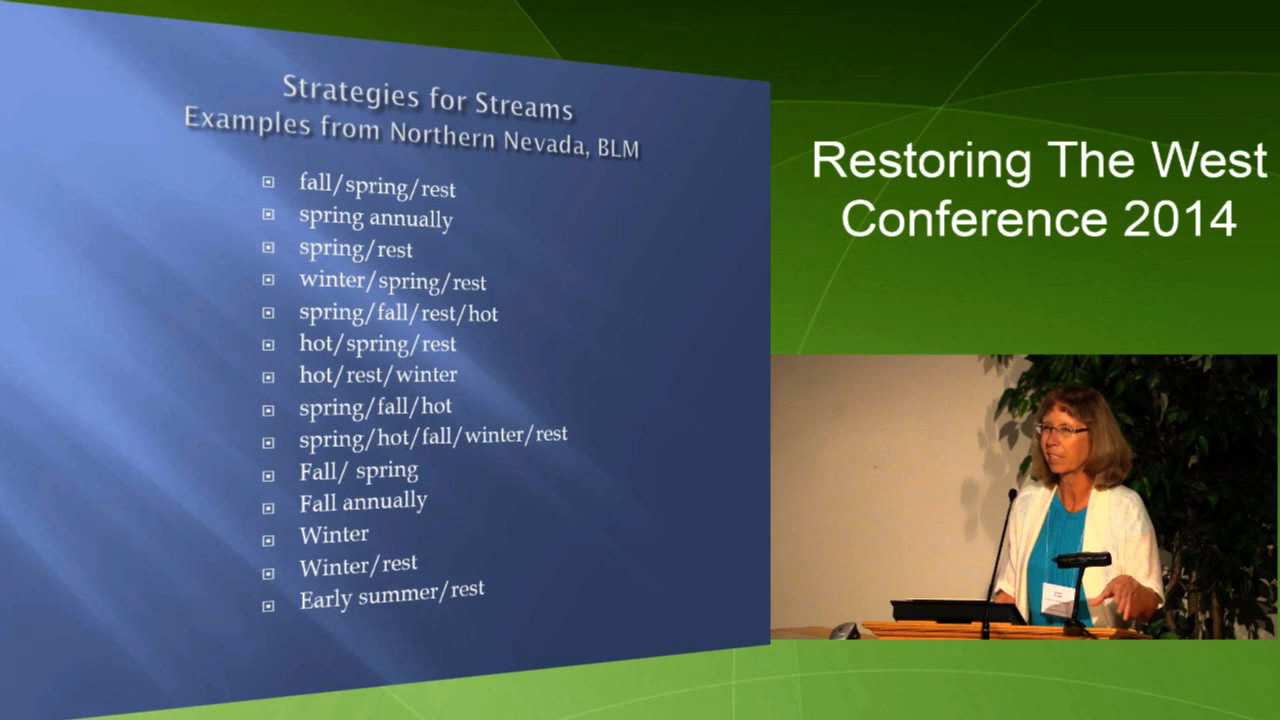 Strategies for Streams
Examples from Northern Nevada, BLM
fall/spring/rest
spring annually
spring/rest
winter/spring/rest
spring/fall/rest/hot
hot/spring/rest
hot/rest/winter
spring/fall/hot
spring/hot/fall/winter/rest
Fall/ spring
Fall annually
Winter
Winter/rest
Early summer/rest
Restoring The West
Conference 2014